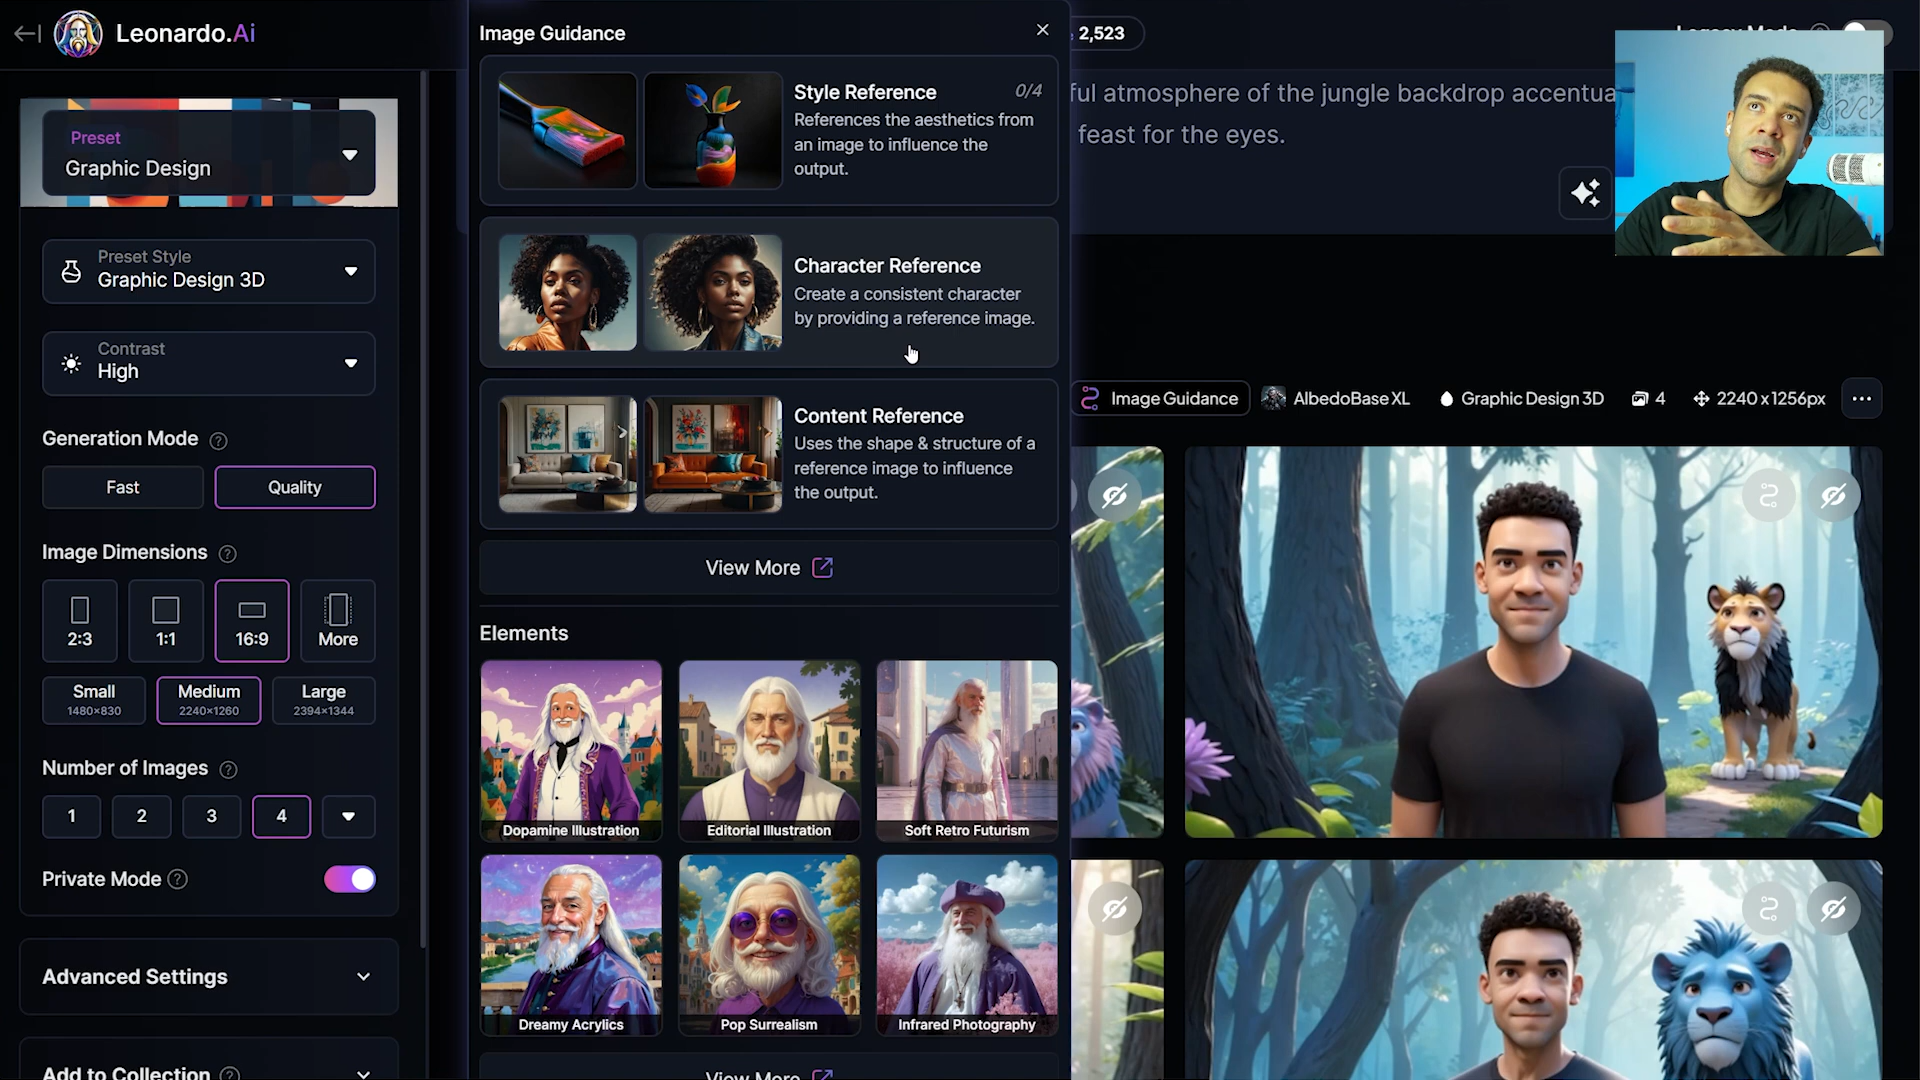 Leonardo.Ai
Preset
Graphic Design
Preset Style
Graphic Design 3D
Contrast
High
Generation Mode
Fast
Quality
Image Dimensions
2:3
1:1
16:9
More
Small
1480×830
Medium
2240×1260
Large
2394×1344
Number of Images
1
2
3
4
Private Mode
Advanced Settings
Add to Collection
Image Guidance
Style Reference
0/4
References the aesthetics from
an image to influence the
output.
Character Reference
Create a consistent character
by providing a reference image.
Content Reference
Uses the shape & structure of a
reference image to influence
the output.
View More
Elements
Dopamine Illustration
Editorial Illustration
Soft Retro Futurism
Dreamy Acrylics
Pop Surrealism
Infrared Photography
View More
2,523
Legacy Mode
ful atmosphere of the jungle backdrop accentua
feast for the eyes.
Image Guidance
AlbedoBase XL
Graphic Design 3D
4
2240 x 1256px